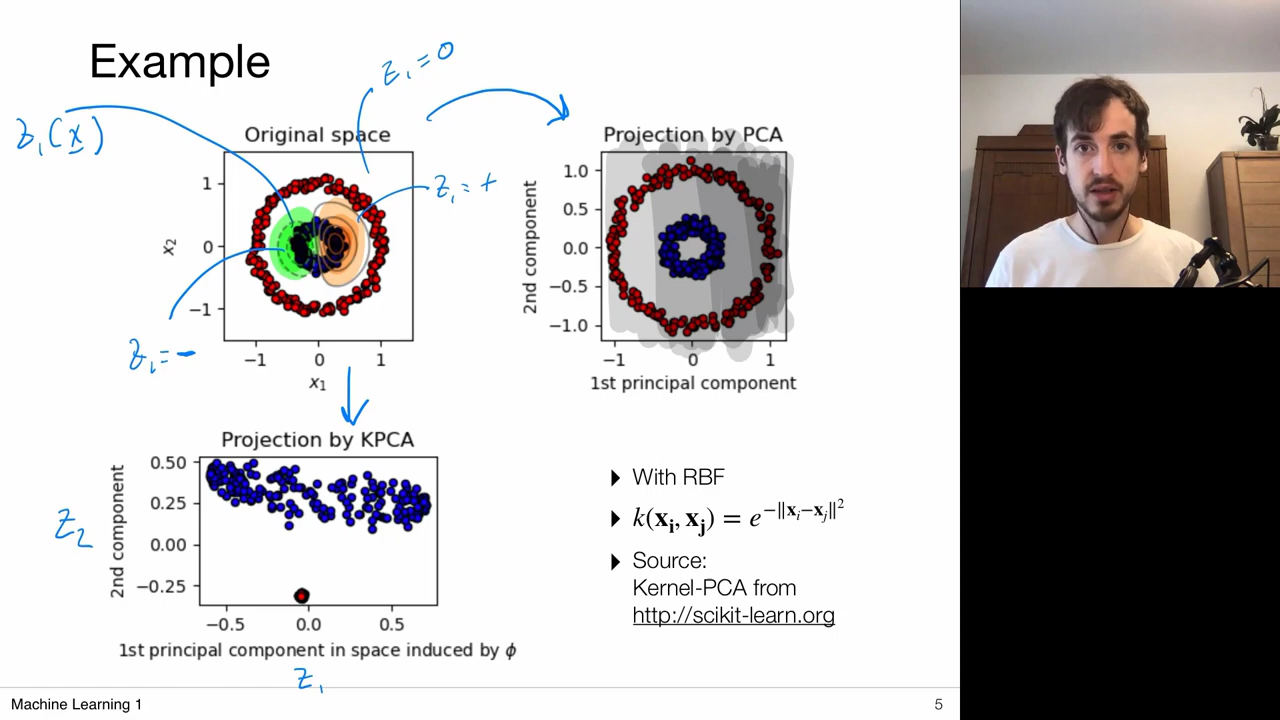 Example
z₁ = 0
z₁(x)
Original space
1
0
−1
x₂
−1 0 1
x₁
z₁ = +
z₁ = −
Projection by PCA
1.0
0.5
0.0
−0.5
−1.0
2nd component
−1 0 1
1st principal component
Projection by KPCA
0.50
0.25
0.00
−0.25
z₂
2nd component
−0.5 0.0 0.5
1st principal component in space induced by ϕ
z₁
With RBF
k(xᵢ, xⱼ) = e^−‖xᵢ−xⱼ‖²
Source:
Kernel-PCA from
http://scikit-learn.org
Machine Learning 1
5